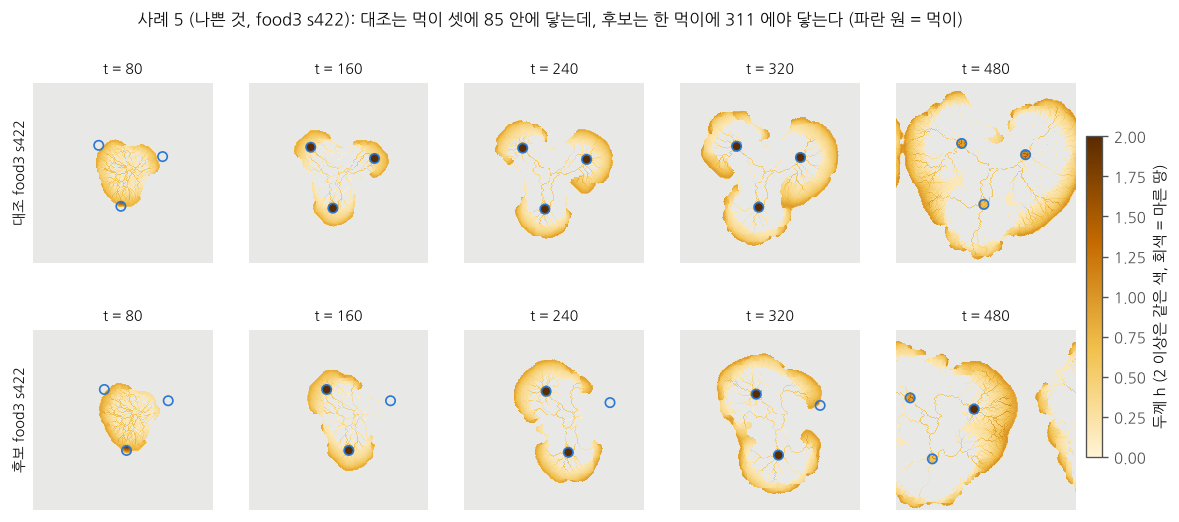 사례 5 (나쁜 것, food3 s422): 대조는 먹이 셋에 85 안에 닿는데, 후보는 한 먹이에 311 에야 닿는다 (파란 원 = 먹이)
t = 80
t = 160
t = 240
t = 320
t = 480
대조 food3 s422
t = 80
t = 160
t = 240
t = 320
t = 480
후보 food3 s422
2.00
1.75
1.50
1.25
1.00
0.75
0.50
0.25
0.00
두께 h (2 이상은 같은 색, 회색 = 마른 땅)